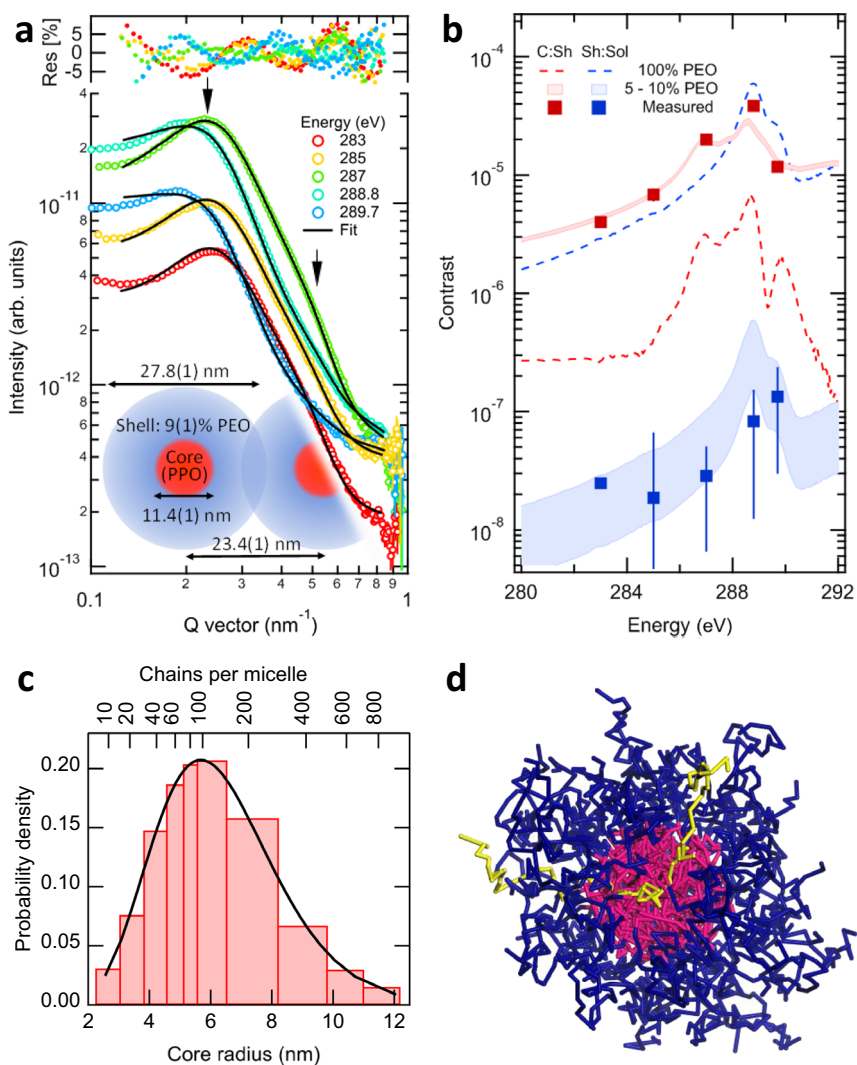 a
Res [%]
5
0
-5
Energy (eV)
283
285
287
288.8
289.7
Fit
Intensity (arb. units)
4
2
10⁻¹¹
8
6
4
2
10⁻¹²
8
6
4
2
10⁻¹³
27.8(1) nm
Shell: 9(1)% PEO
Core
(PPO)
11.4(1) nm
23.4(1) nm
0.1 2 3 4 5 6 7 8 9 1
Q vector (nm⁻¹)
b
C:Sh Sh:Sol
100% PEO
5 - 10% PEO
Measured
Contrast
10⁻⁴
10⁻⁵
10⁻⁶
10⁻⁷
10⁻⁸
280 284 288 292
Energy (eV)
c
Chains per micelle
10 20 40 60 100 200 400 600 800
Probability density
0.20
0.15
0.10
0.05
0.00
2 4 6 8 10 12
Core radius (nm)
d